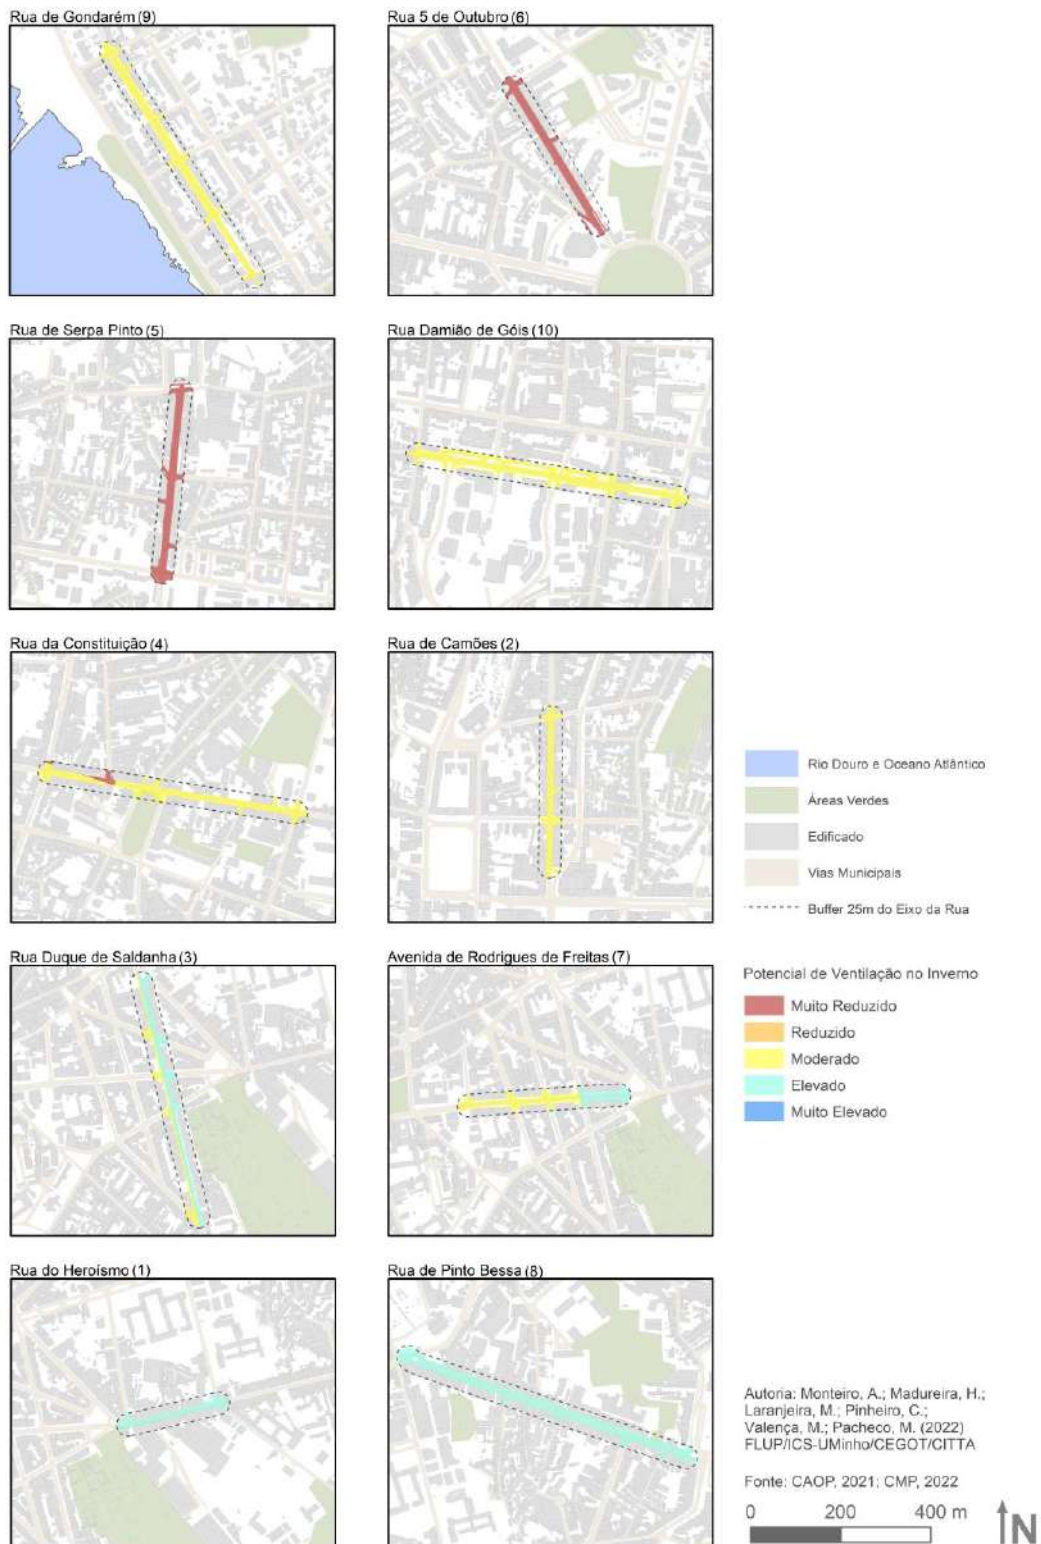 Rua de Gondarém (9)
Rua 5 de Outubro (6)
Rua de Serpa Pinto (5)
Rua Damião de Góis (10)
Rua da Constituição (4)
Rua de Camões (2)
Rio Douro e Oceano Atlântico
Áreas Verdes
Edificado
Vias Municipais
Buffer 25m do Eixo da Rua
Rua Duque de Saldanha (3)
Avenida de Rodrigues de Freitas (7)
Potencial de Ventilação no Inverno
Muito Reduzido
Reduzido
Moderado
Elevado
Muito Elevado
Rua do Heroísmo (1)
Rua de Pinto Bessa (8)
Autoria: Monteiro, A.; Madureira, H.;
Laranjeira, M.; Pinheiro, C.;
Valença, M.; Pacheco, M. (2022)
FLUP/ICS-UMinho/CEGOT/CITTA
Fonte: CAOP, 2021; CMP, 2022
0 200 400 m
N